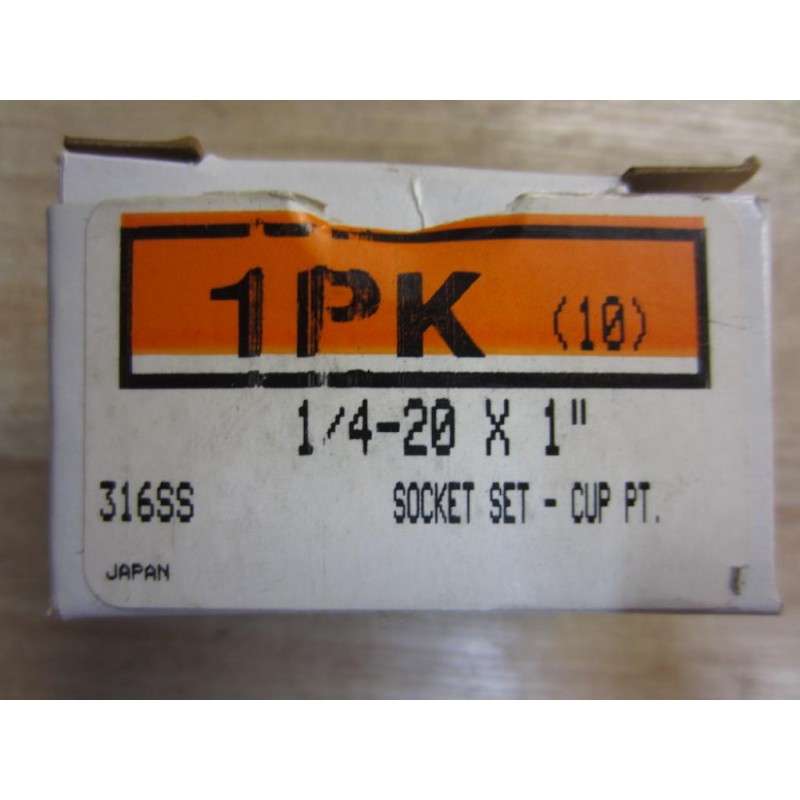 1PK (10)
1/4-20 X 1"
316SS SOCKET SET - CUP PT.
JAPAN